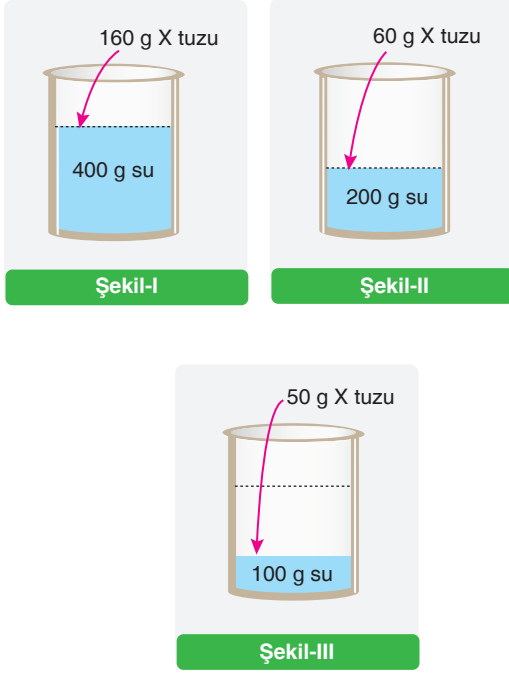 160 g X tuzu
400 g su
Şekil-I
60 g X tuzu
200 g su
Şekil-II
50 g X tuzu
100 g su
Şekil-III